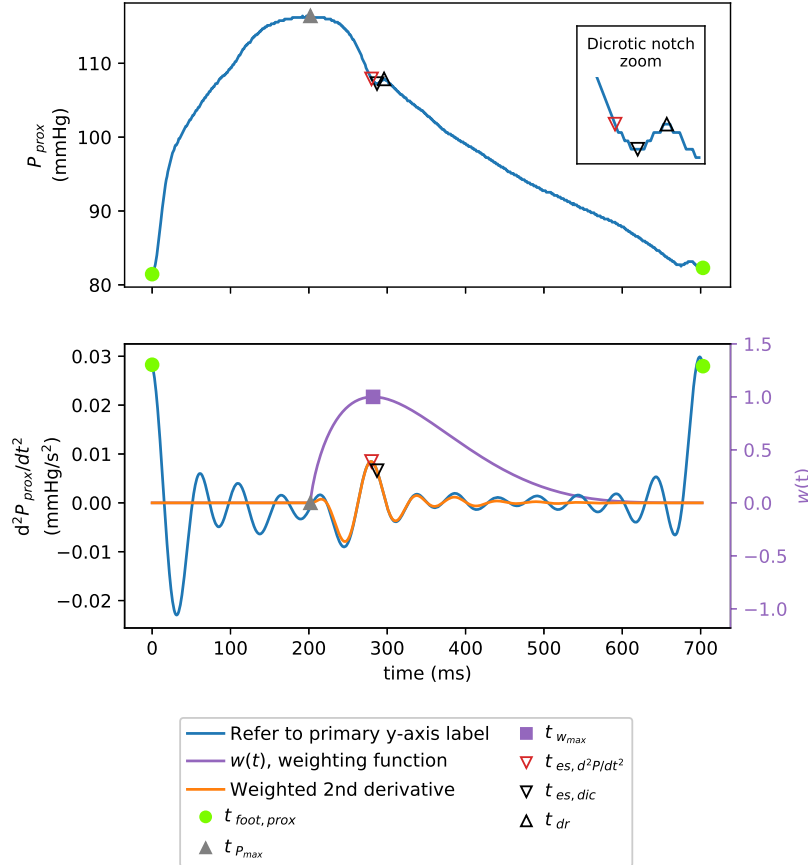 Dicrotic notch
zoom
110
100
90
80
P prox
(mmHg)
0.03
0.02
0.01
0.00
−0.01
−0.02
d²P prox/dt²
(mmHg/s²)
1.5
1.0
0.5
0.0
−0.5
−1.0
w(t)
0 100 200 300 400 500 600 700
time (ms)
Refer to primary y-axis label
w(t), weighting function
Weighted 2nd derivative
t foot, prox
t Pmax
t wmax
t es, d²P/dt²
t es, dic
t dr